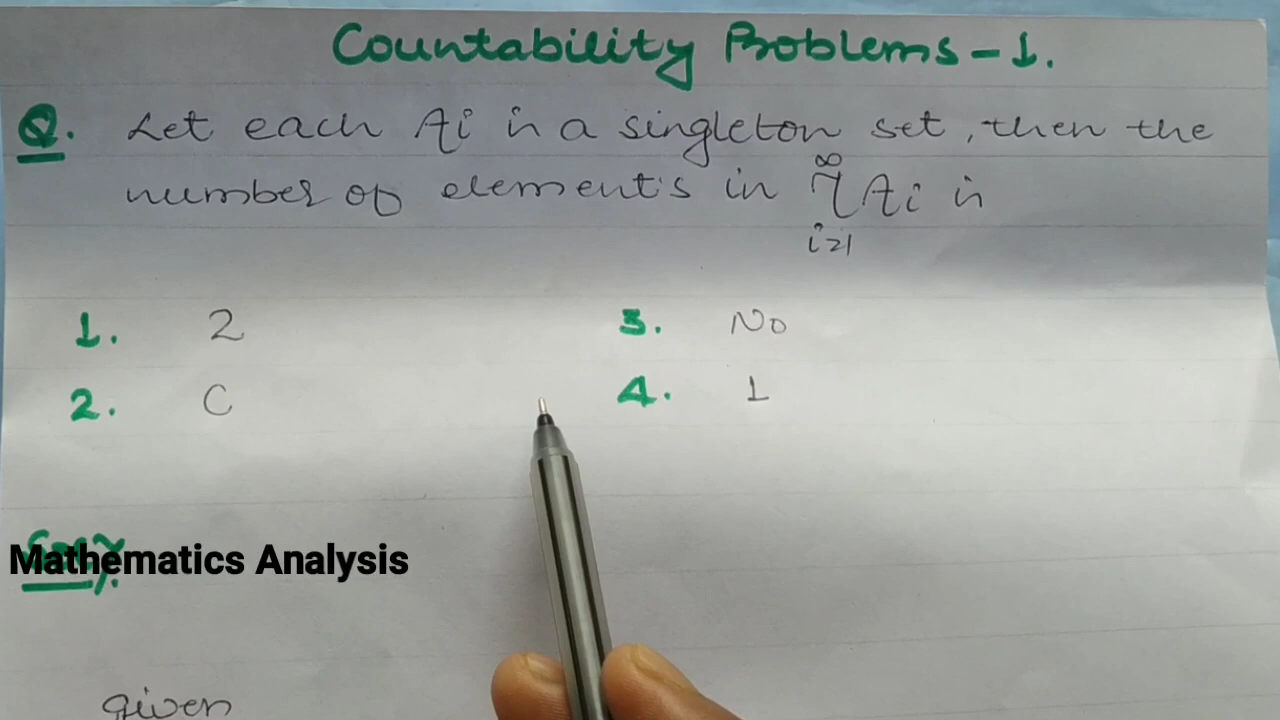 Countability Problems - 1.
Q. Let each Ai is a singleton set, then the
number of elements in ∞ Ai is
i=1
1. 2 3. No
2. C 4. 1
Mathematics Analysis
given